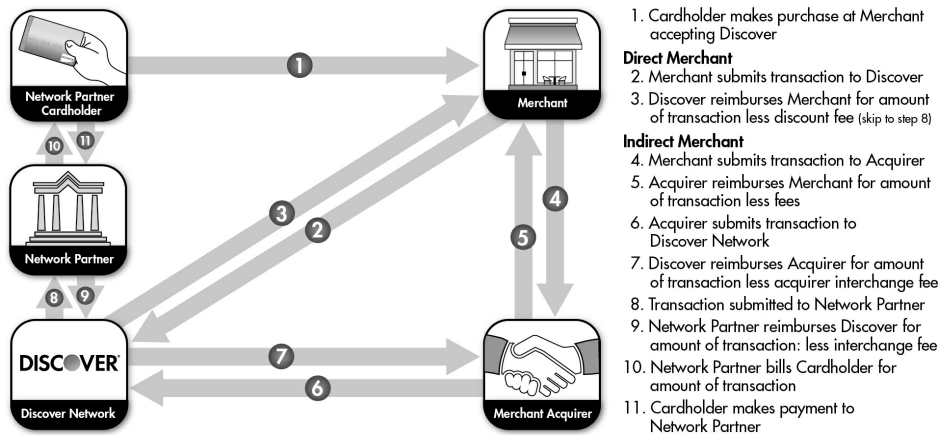 Network Partner
Cardholder
1
Merchant
10
11
Network Partner
3
2
5
4
8
9
DISCOVER®
Discover Network
7
6
Merchant Acquirer
1. Cardholder makes purchase at Merchant
accepting Discover
Direct Merchant
2. Merchant submits transaction to Discover
3. Discover reimburses Merchant for amount
of transaction less discount fee (skip to step 8)
Indirect Merchant
4. Merchant submits transaction to Acquirer
5. Acquirer reimburses Merchant for amount
of transaction less fees
6. Acquirer submits transaction to
Discover Network
7. Discover reimburses Acquirer for amount
of transaction less acquirer interchange fee
8. Transaction submitted to Network Partner
9. Network Partner reimburses Discover for
amount of transaction: less interchange fee
10. Network Partner bills Cardholder for
amount of transaction
11. Cardholder makes payment to
Network Partner